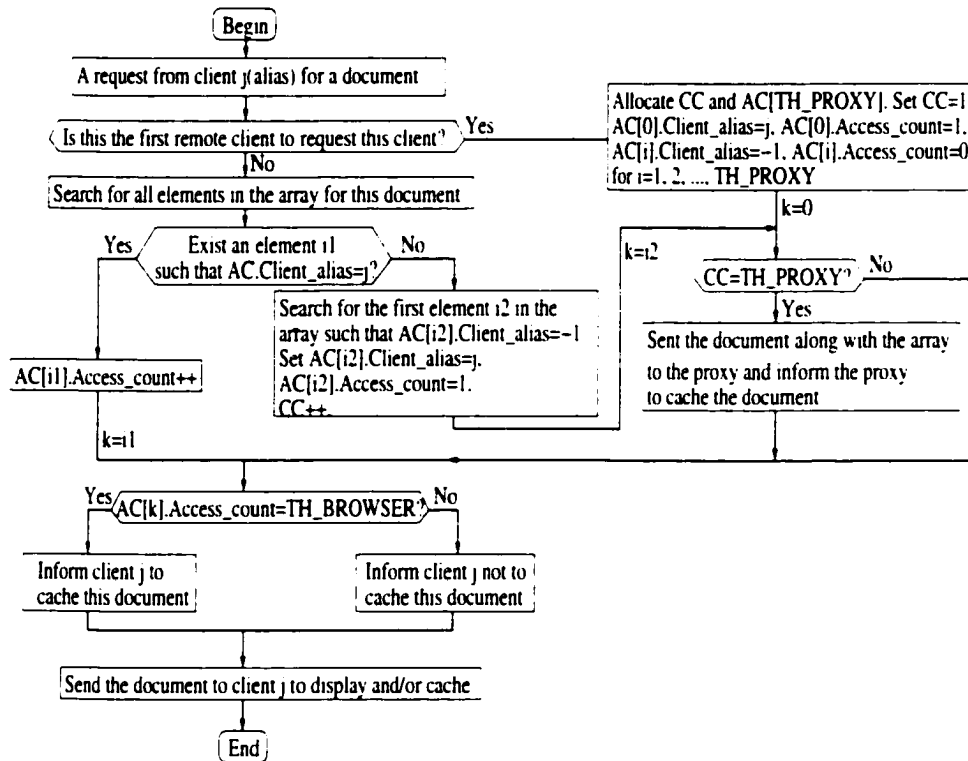 Begin
A request from client j(alias) for a document
Is this the first remote client to request this client?
Yes
No
Allocate CC and AC[TH_PROXY]. Set CC=1
AC[0].Client_alias=j, AC[0].Access_count=1,
AC[i].Client_alias=-1, AC[i].Access_count=0
for i=1, 2, ..., TH_PROXY
Search for all elements in the array for this document
k=0
Yes
Exist an element i1
such that AC.Client_alias=j?
No
k=i2
CC=TH_PROXY?
No
Yes
Search for the first element i2 in the
array such that AC[i2].Client_alias=-1
Set AC[i2].Client_alias=j,
AC[i2].Access_count=1.
CC++.
AC[i1].Access_count++
Sent the document along with the array
to the proxy and inform the proxy
to cache the document
k=i1
Yes
AC[k].Access_count=TH_BROWSER?
No
Inform client j to
cache this document
Inform client j not to
cache this document
Send the document to client j to display and/or cache
End